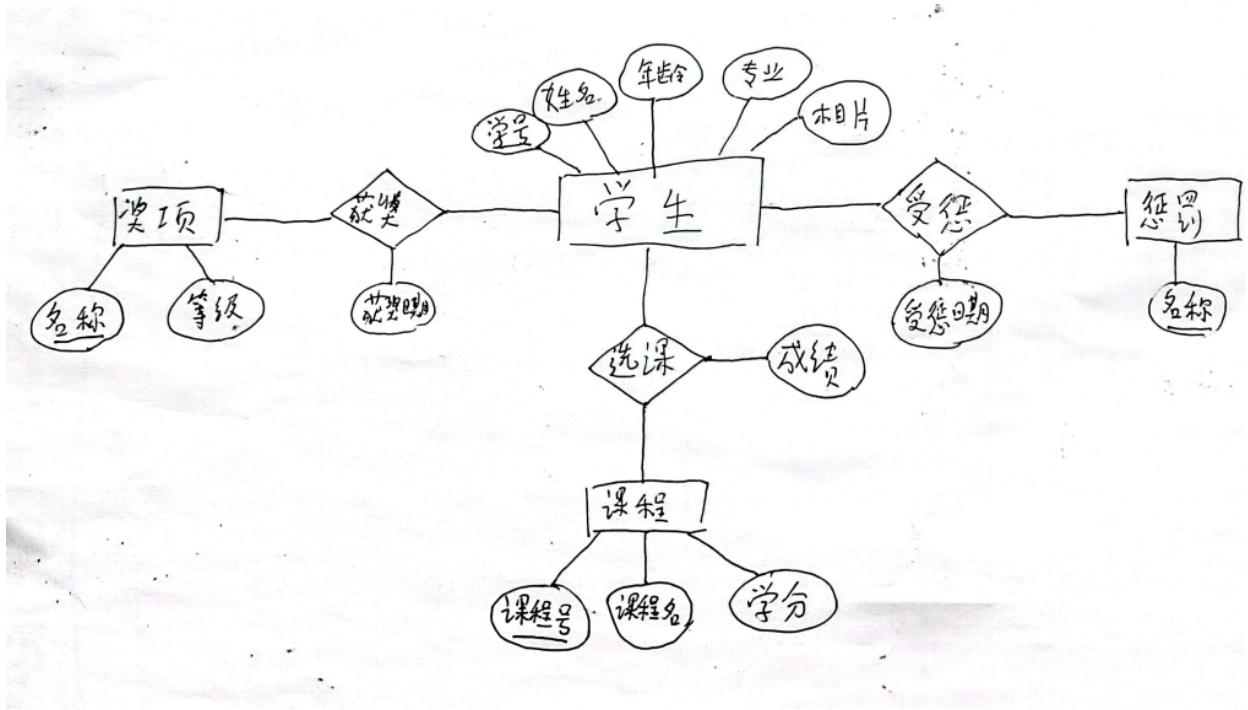 年龄
专业
姓名
相片
学号
奖项
获奖
学生
受惩
惩罚
名称
等级
获奖日期
受惩日期
名称
选课
成绩
课程
课程号
课程名
学分